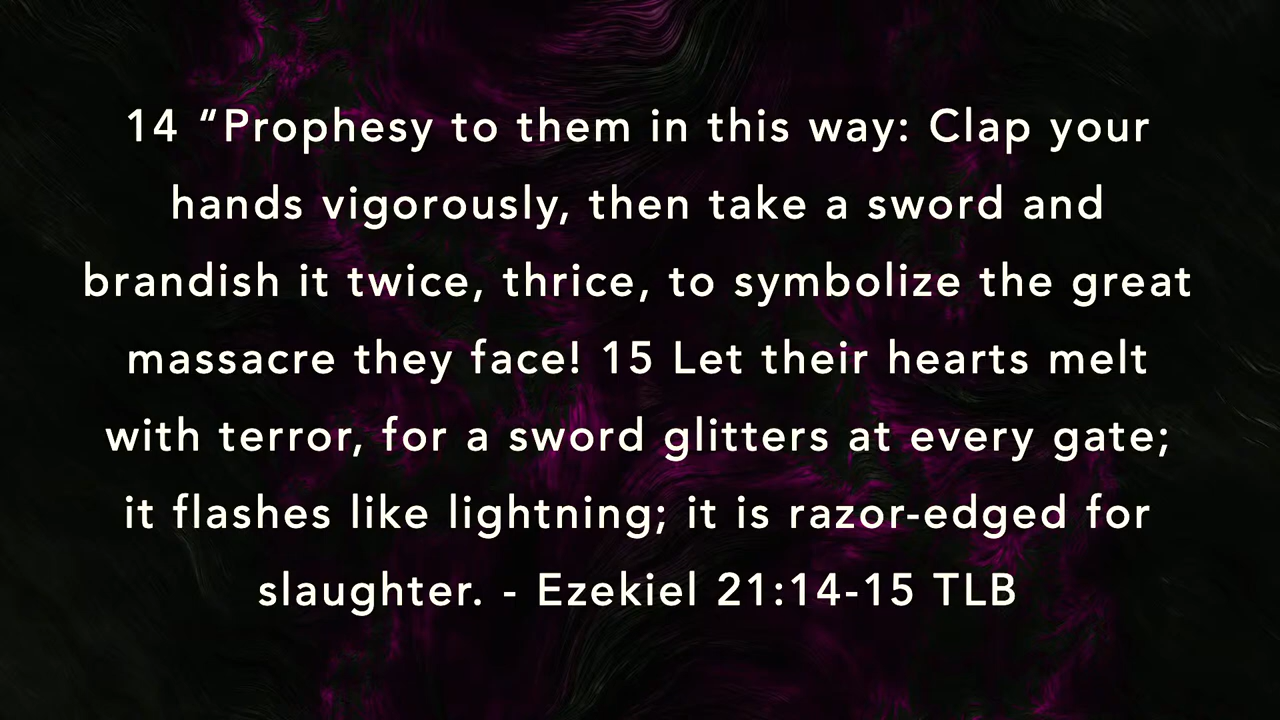 14 “Prophesy to them in this way: Clap your
hands vigorously, then take a sword and
brandish it twice, thrice, to symbolize the great
massacre they face! 15 Let their hearts melt
with terror, for a sword glitters at every gate;
it flashes like lightning; it is razor-edged for
slaughter. - Ezekiel 21:14-15 TLB